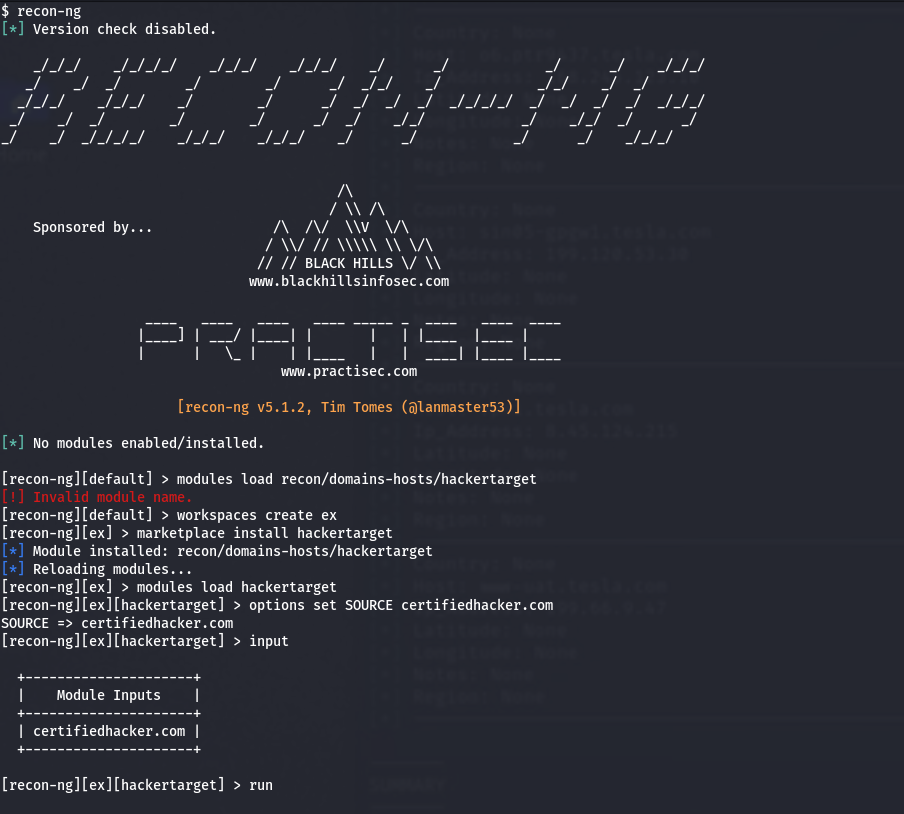 $ recon-ng
[*] Version check disabled.
RECON-NG
/\
/ \\ /\
Sponsored by... /\ /\/ \\V \/\
/ \\/ // \\\\\ \\ \/\
// // BLACK HILLS \/ \\
www.blackhillsinfosec.com
PRACTISEC
www.practisec.com
[recon-ng v5.1.2, Tim Tomes (@lanmaster53)]
[*] No modules enabled/installed.
[recon-ng][default] > modules load recon/domains-hosts/hackertarget
[!] Invalid module name.
[recon-ng][default] > workspaces create ex
[recon-ng][ex] > marketplace install hackertarget
[*] Module installed: recon/domains-hosts/hackertarget
[*] Reloading modules...
[recon-ng][ex] > modules load hackertarget
[recon-ng][ex][hackertarget] > options set SOURCE certifiedhacker.com
SOURCE => certifiedhacker.com
[recon-ng][ex][hackertarget] > input
+---------------------+
|    Module Inputs    |
+---------------------+
| certifiedhacker.com |
+---------------------+
[recon-ng][ex][hackertarget] > run